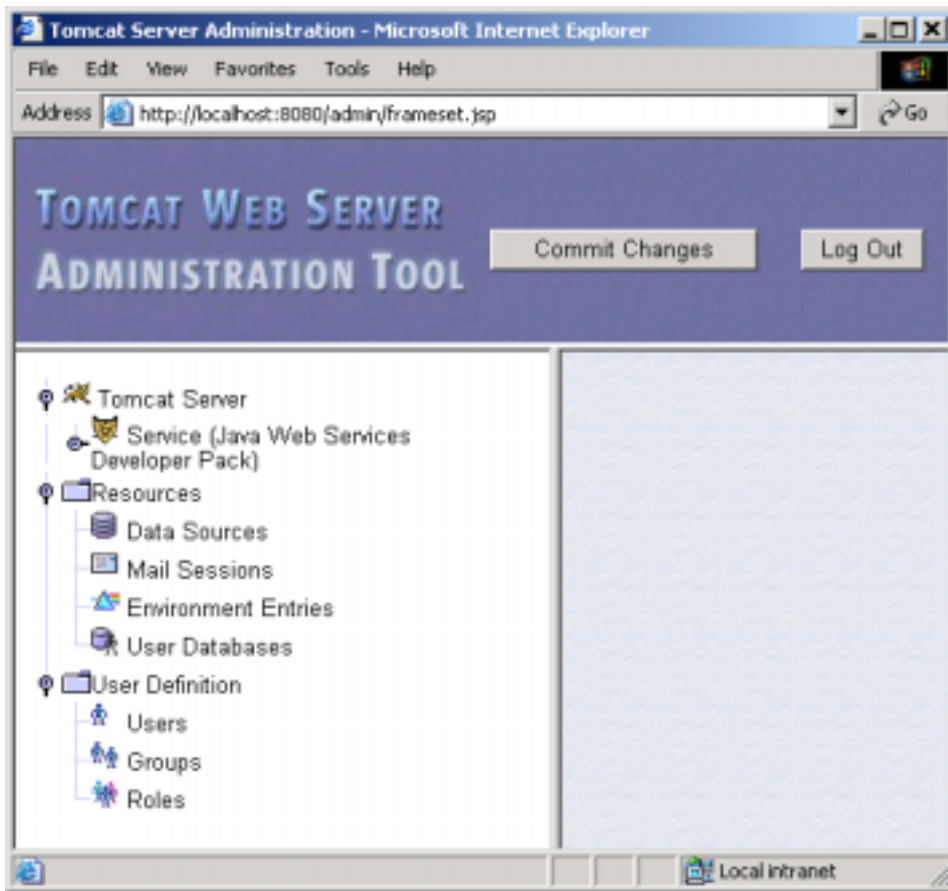 Tomcat Server Administration - Microsoft Internet Explorer
File Edit View Favorites Tools Help
Address http://localhost:8080/admin/frameset.jsp Go
TOMCAT WEB SERVER
ADMINISTRATION TOOL
Commit Changes Log Out
Tomcat Server
Service (Java Web Services
Developer Pack)
Resources
Data Sources
Mail Sessions
Environment Entries
User Databases
User Definition
Users
Groups
Roles
Local intranet